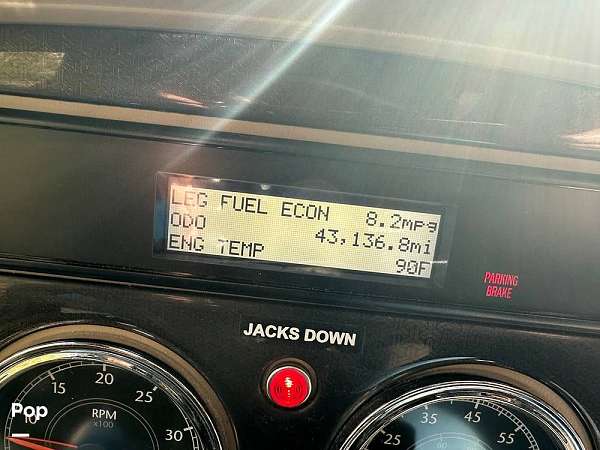 LEG FUEL ECON 8.2mpg
ODO 43,136.8mi
ENG TEMP 90F
PARKING
BRAKE
JACKS DOWN
15 20 25 30
RPM
x100
25 35 45 55
60
Pop